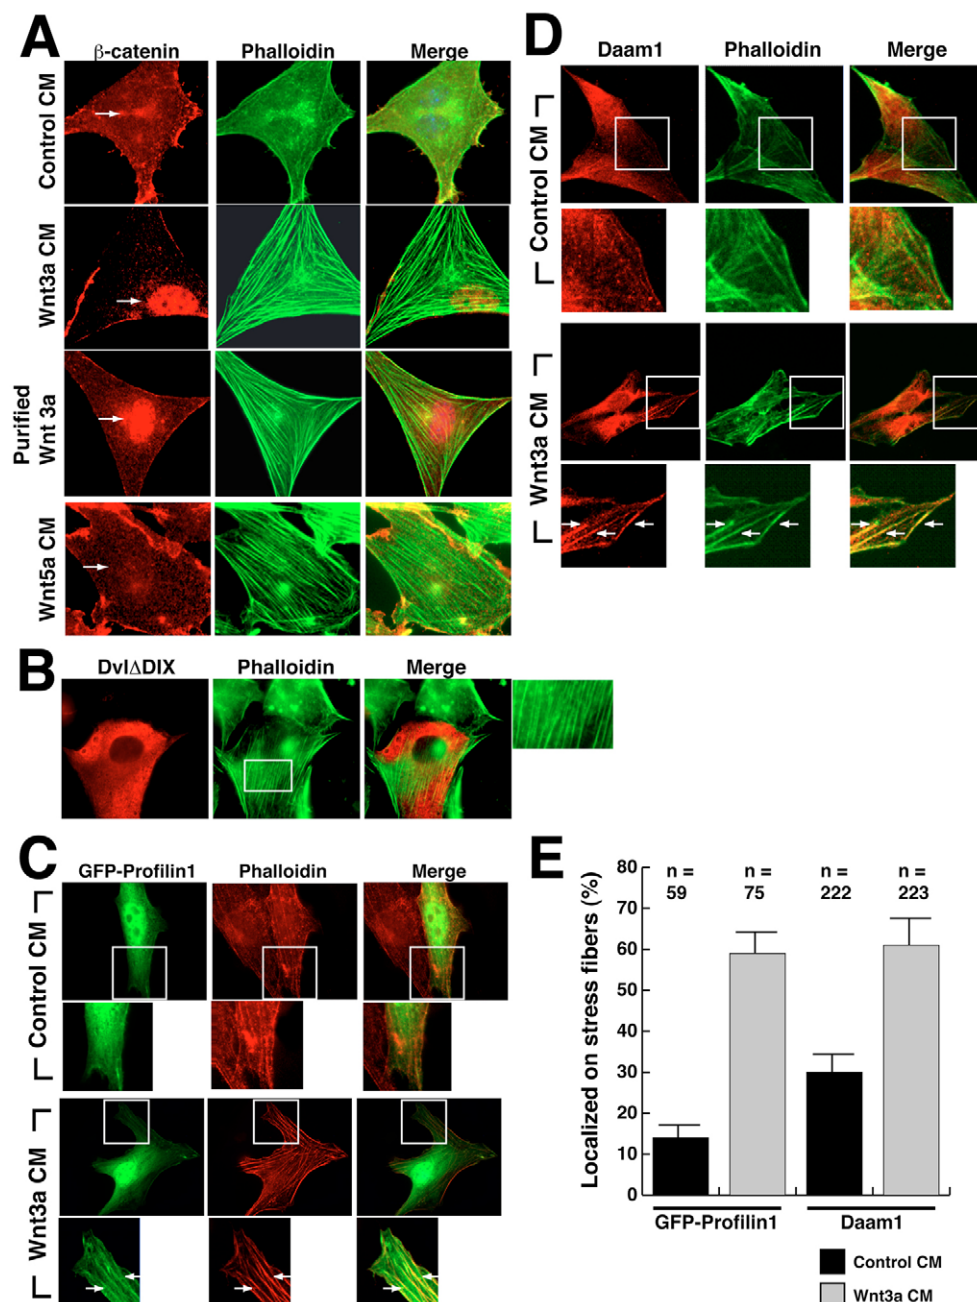 A
β-catenin Phalloidin Merge
Control CM
Wnt3a CM
Purified
Wnt 3a
Wnt5a CM
B
DvlΔDIX Phalloidin Merge
C
GFP-Profilin1 Phalloidin Merge
Control CM
Wnt3a CM
D
Daam1 Phalloidin Merge
Control CM
Wnt3a CM
E
Localized on stress fibers (%)
80
70
60
50
40
30
20
10
0
n = n = n = n =
59 75 222 223
GFP-Profilin1 Daam1
Control CM
Wnt3a CM